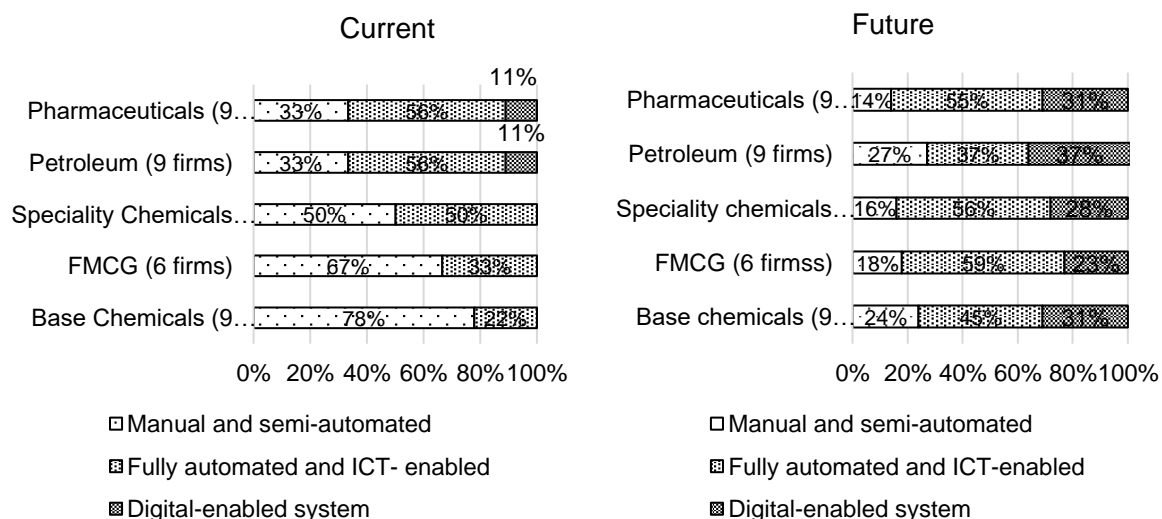 Current
11%
Pharmaceuticals (9...
33% 56%
11%
Petroleum (9 firms)
33% 56%
Speciality Chemicals...
50% 50%
FMCG (6 firms)
67% 33%
Base Chemicals (9...
78% 22%
0% 20% 40% 60% 80% 100%
Manual and semi-automated
Fully automated and ICT- enabled
Digital-enabled system
Future
Pharmaceuticals (9...
14% 55% 31%
Petroleum (9 firms)
27% 37% 37%
Speciality chemicals...
16% 56% 28%
FMCG (6 firmss)
18% 59% 23%
Base chemicals (9...
24% 45% 31%
0% 20% 40% 60% 80% 100%
Manual and semi-automated
Fully automated and ICT-enabled
Digital-enabled system